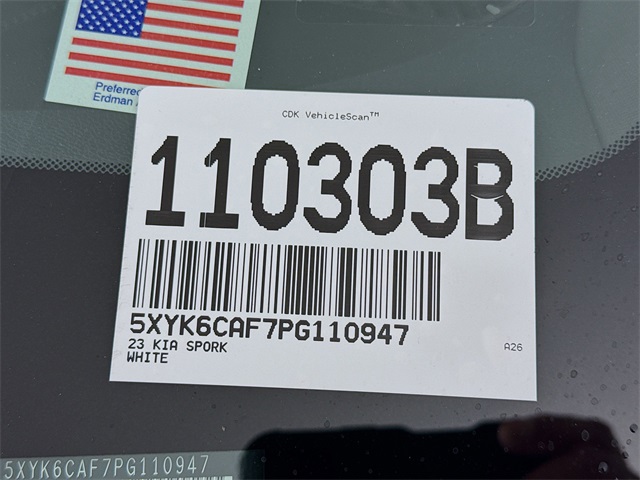 Preferred
Erdman
CDK VehicleScan™
110303B
5XYK6CAF7PG110947
23 KIA SPORK
WHITE
A26
5XYK6CAF7PG110947